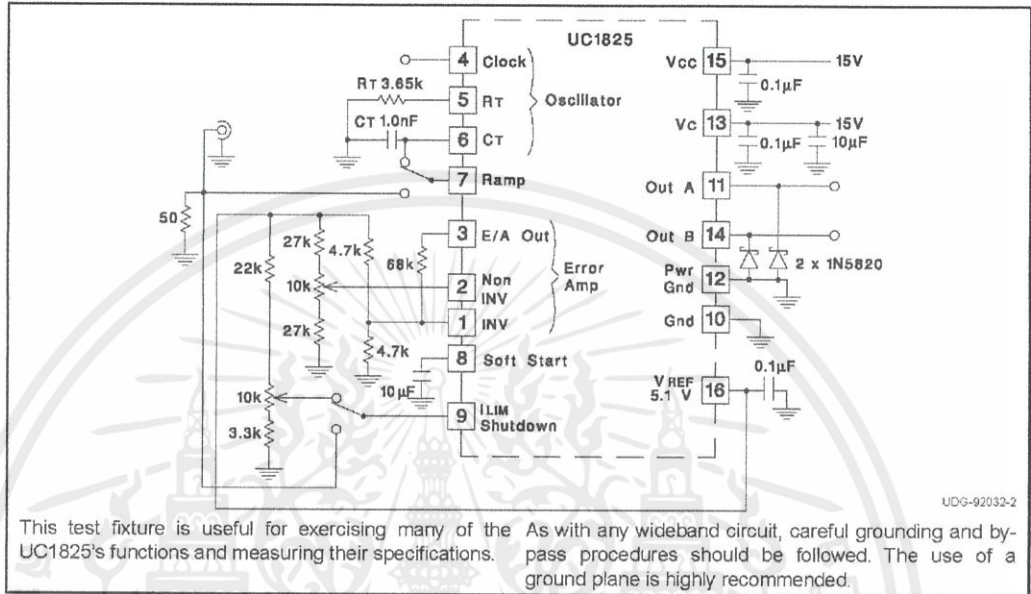 UC1825
4 Clock
RT 3.65k
5 RT
Oscillator
CT 1.0nF
6 CT
7 Ramp
50
3 E/A Out
27k
4.7k
68k
22k
Error
Amp
10k
2 Non
INV
27k
1 INV
4.7k
8 Soft Start
10µF
10k
9 ILIM
Shutdown
3.3k
Vcc 15
15V
0.1µF
Vc 13
15V
0.1µF
10µF
Out A 11
Out B 14
2 x 1N5820
Pwr
Gnd 12
Gnd 10
0.1µF
VREF
5.1 V 16
UDG-92032-2
This test fixture is useful for exercising many of the
UC1825's functions and measuring their specifications.
As with any wideband circuit, careful grounding and by-
pass procedures should be followed. The use of a
ground plane is highly recommended.